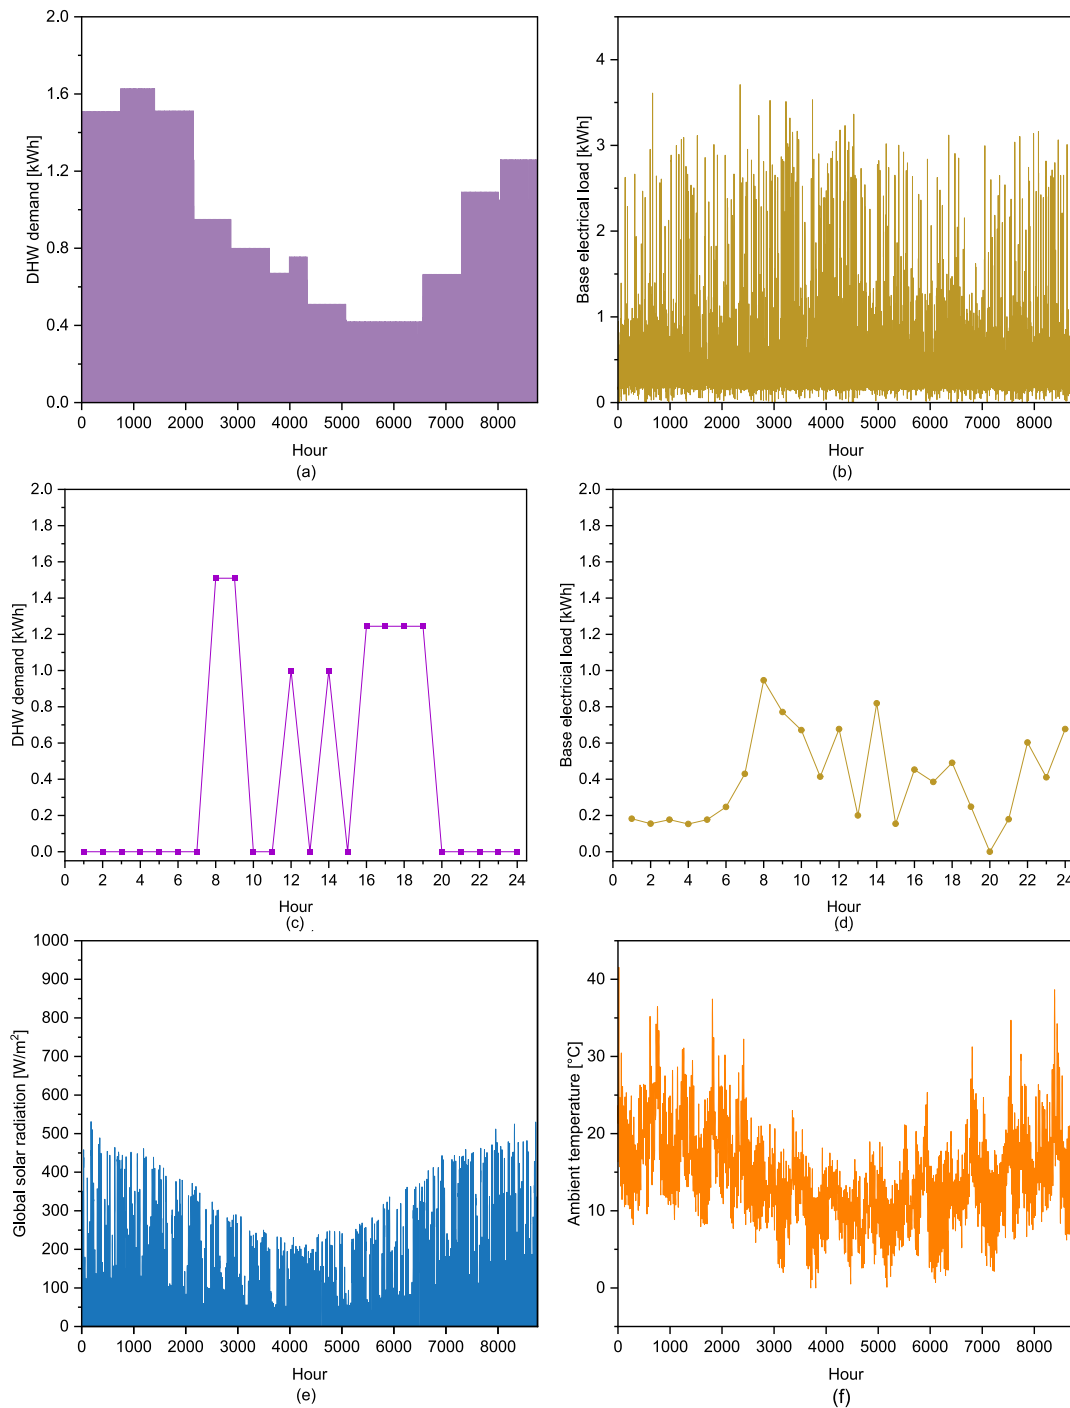 2.0
1.6
1.2
0.8
0.4
0.0
DHW demand [kWh]
0 1000 2000 3000 4000 5000 6000 7000 8000
Hour
(a)
4
3
2
1
0
Base electrical load [kWh]
0 1000 2000 3000 4000 5000 6000 7000 8000
Hour
(b)
2.0
1.8
1.6
1.4
1.2
1.0
0.8
0.6
0.4
0.2
0.0
DHW demand [kWh]
0 2 4 6 8 10 12 14 16 18 20 22 24
Hour
(c)
2.0
1.8
1.6
1.4
1.2
1.0
0.8
0.6
0.4
0.2
0.0
Base electricial load [kWh]
0 2 4 6 8 10 12 14 16 18 20 22 24
Hour
(d)
1000
900
800
700
600
500
400
300
200
100
0
Global solar radiation [W/m²]
0 1000 2000 3000 4000 5000 6000 7000 8000
Hour
(e)
40
30
20
10
0
Ambient temperature [°C]
0 1000 2000 3000 4000 5000 6000 7000 8000
Hour
(f)